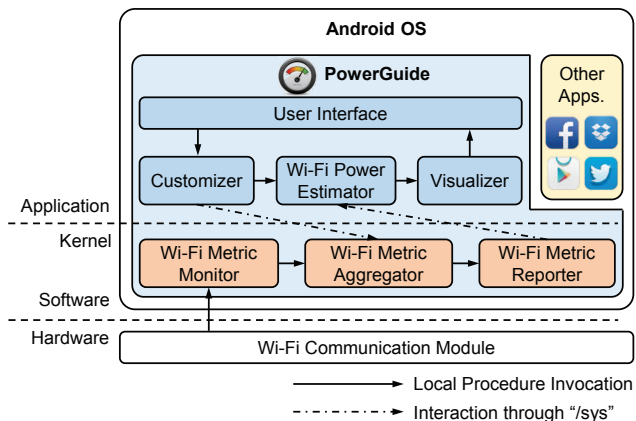 Android OS
PowerGuide
Other
Apps.
User Interface
Customizer
Wi-Fi Power
Estimator
Visualizer
Application
Kernel
Wi-Fi Metric
Monitor
Wi-Fi Metric
Aggregator
Wi-Fi Metric
Reporter
Software
Hardware
Wi-Fi Communication Module
Local Procedure Invocation
Interaction through “/sys”